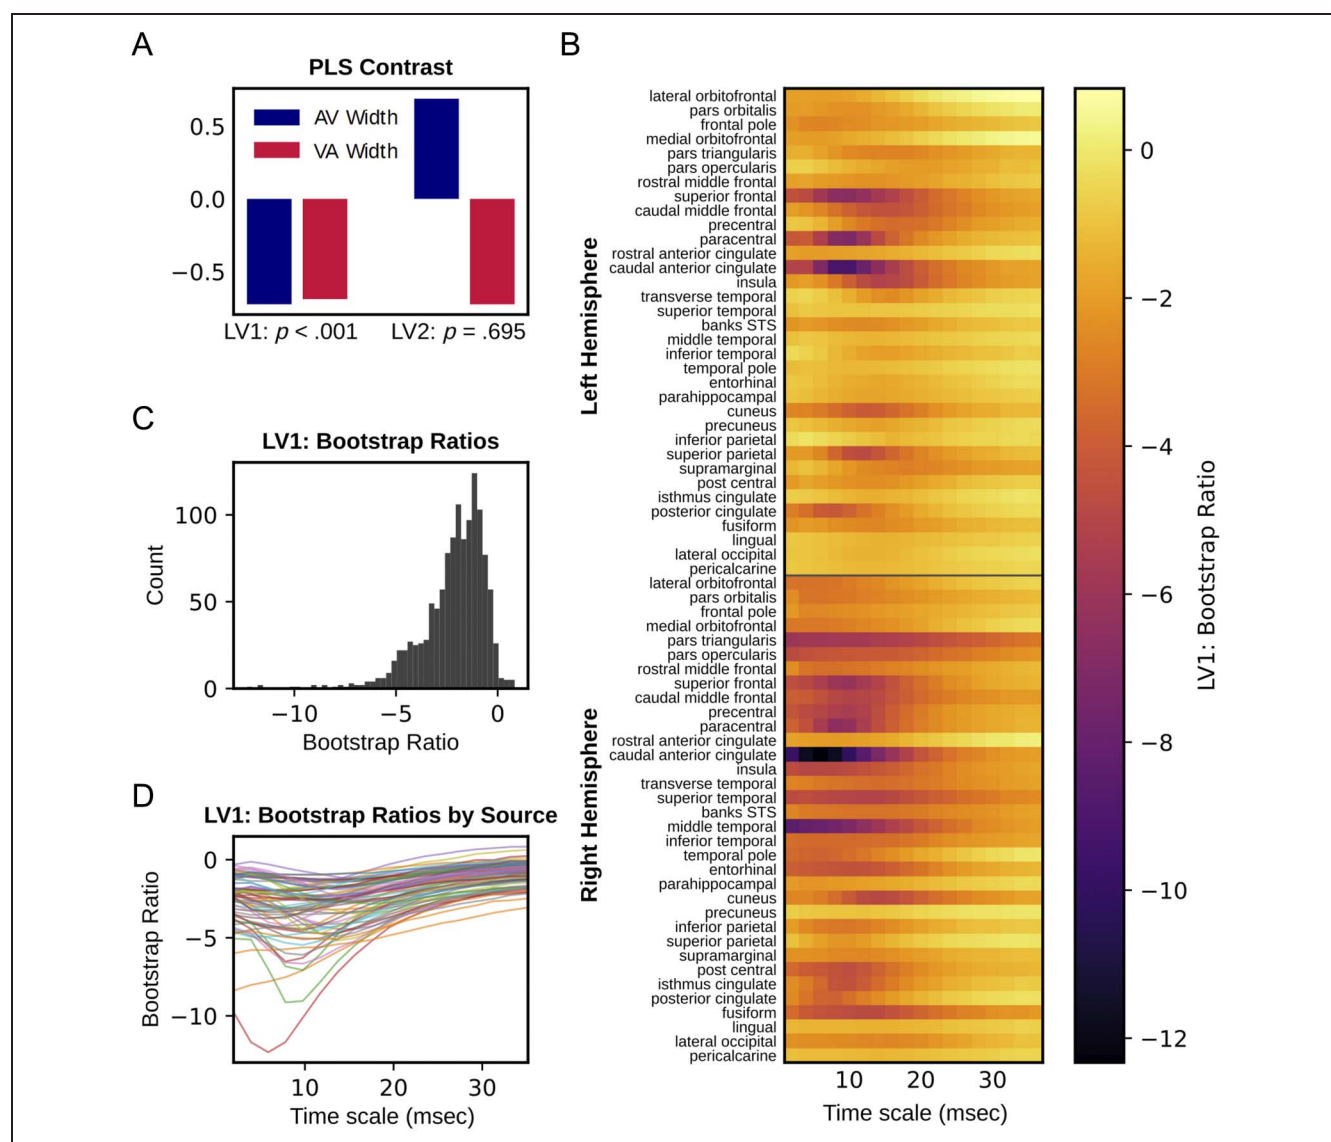 A
PLS Contrast
AV Width
VA Width
0.5
0.0
−0.5
LV1: p < .001
LV2: p = .695
B
Left Hemisphere
lateral orbitofrontal
pars orbitalis
frontal pole
medial orbitofrontal
pars triangularis
pars opercularis
rostral middle frontal
superior frontal
caudal middle frontal
precentral
paracentral
rostral anterior cingulate
caudal anterior cingulate
insula
transverse temporal
superior temporal
banks STS
middle temporal
inferior temporal
temporal pole
entorhinal
parahippocampal
cuneus
precuneus
inferior parietal
superior parietal
supramarginal
post central
isthmus cingulate
posterior cingulate
fusiform
lingual
lateral occipital
pericalcarine
Right Hemisphere
lateral orbitofrontal
pars orbitalis
frontal pole
medial orbitofrontal
pars triangularis
pars opercularis
rostral middle frontal
superior frontal
caudal middle frontal
precentral
paracentral
rostral anterior cingulate
caudal anterior cingulate
insula
transverse temporal
superior temporal
banks STS
middle temporal
inferior temporal
temporal pole
entorhinal
parahippocampal
cuneus
precuneus
inferior parietal
superior parietal
supramarginal
post central
isthmus cingulate
posterior cingulate
fusiform
lingual
lateral occipital
pericalcarine
10 20 30
Time scale (msec)
0
−2
−4
−6
−8
−10
−12
LV1: Bootstrap Ratio
C
LV1: Bootstrap Ratios
Count
100
50
0
−10 −5 0
Bootstrap Ratio
D
LV1: Bootstrap Ratios by Source
Bootstrap Ratio
0
−5
−10
10 20 30
Time scale (msec)